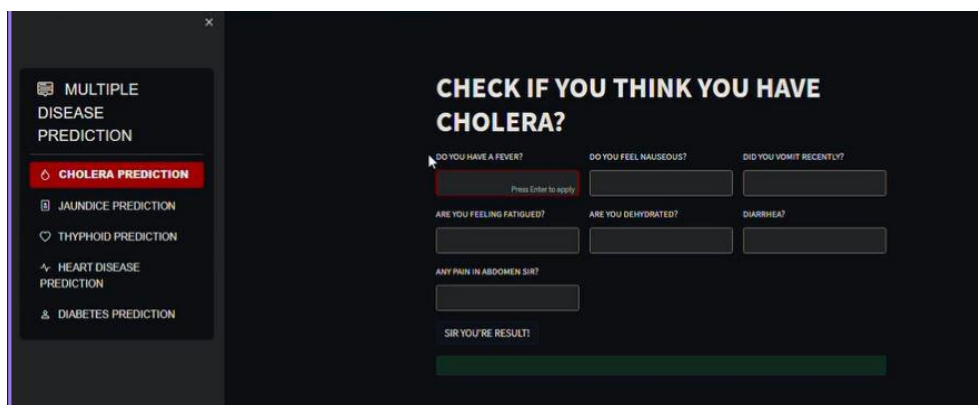 ×
MULTIPLE
DISEASE
PREDICTION
CHOLERA PREDICTION
JAUNDICE PREDICTION
THYPHOID PREDICTION
HEART DISEASE
PREDICTION
DIABETES PREDICTION
CHECK IF YOU THINK YOU HAVE
CHOLERA?
DO YOU HAVE A FEVER?
DO YOU FEEL NAUSEOUS?
DID YOU VOMIT RECENTLY?
Press Enter to apply
ARE YOU FEELING FATIGUED?
ARE YOU DEHYDRATED?
DIARRHEA?
ANY PAIN IN ABDOMEN SIR?
SIR YOU'RE RESULT!